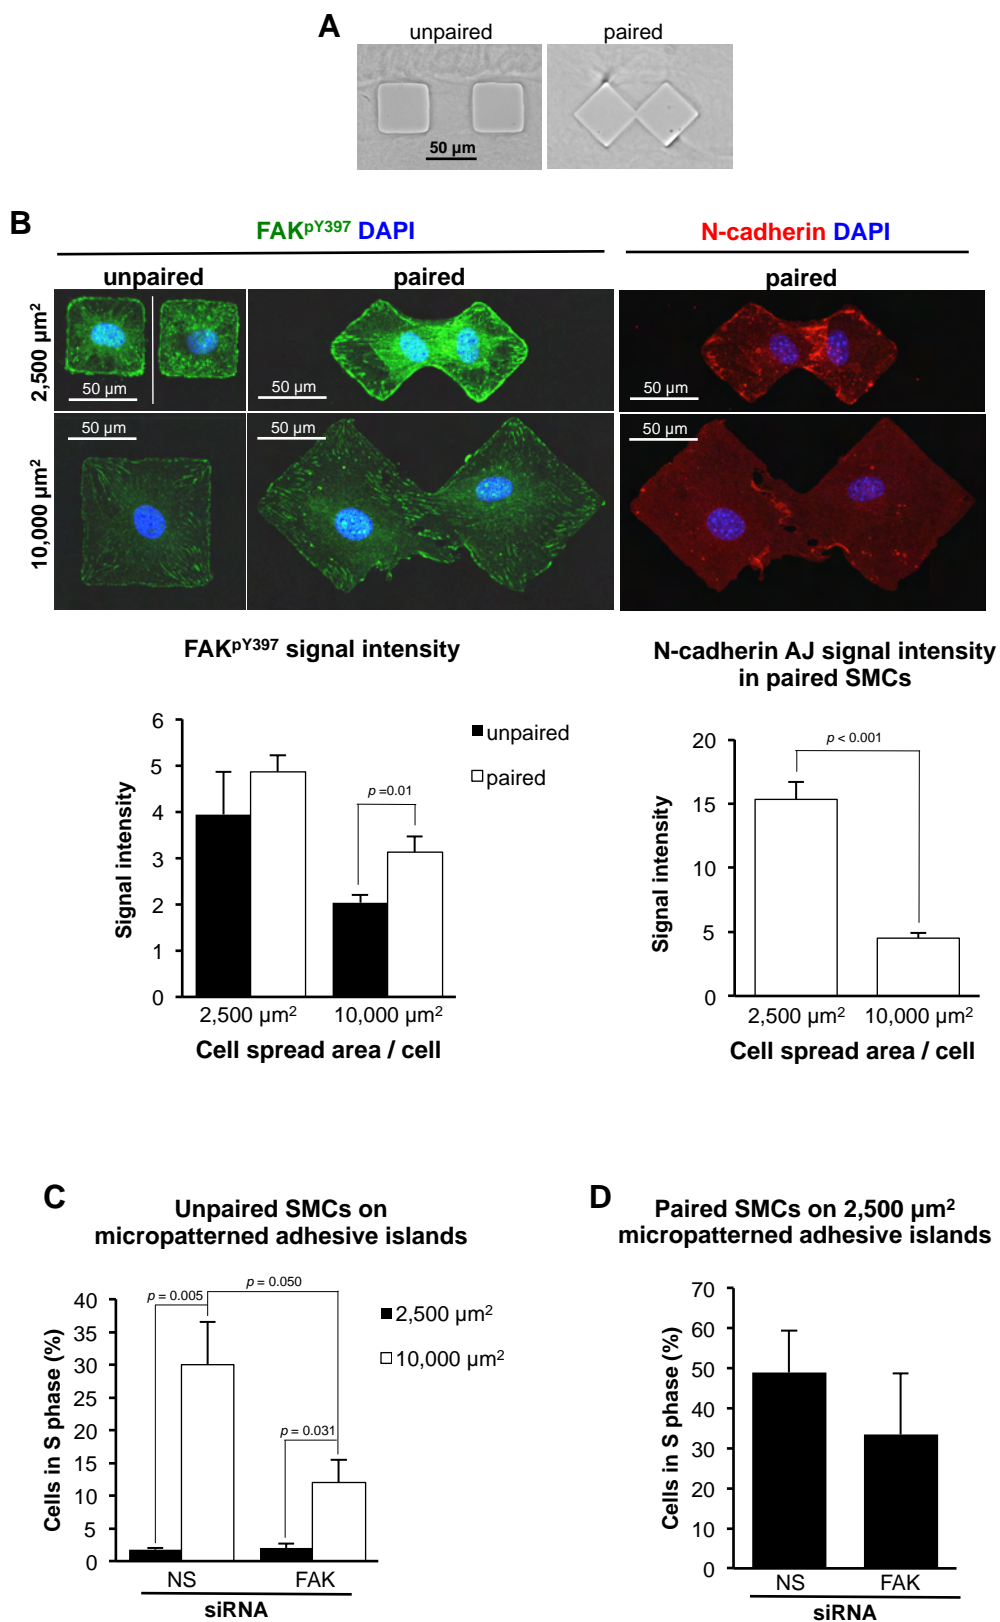 A
unpaired
paired
50 µm
B
FAKpY397 DAPI
N-cadherin DAPI
unpaired
paired
paired
2,500 µm²
50 µm
50 µm
50 µm
10,000 µm²
50 µm
50 µm
50 µm
FAKpY397 signal intensity
Signal intensity
6
5
4
3
2
1
0
p =0.01
unpaired
paired
2,500 µm²
10,000 µm²
Cell spread area / cell
N-cadherin AJ signal intensity
in paired SMCs
Signal intensity
20
15
10
5
0
p < 0.001
2,500 µm²
10,000 µm²
Cell spread area / cell
C
Unpaired SMCs on
micropatterned adhesive islands
Cells in S phase (%)
40
35
30
25
20
15
10
5
0
p = 0.005
p = 0.050
p = 0.031
2,500 µm²
10,000 µm²
NS
FAK
siRNA
D
Paired SMCs on 2,500 µm²
micropatterned adhesive islands
Cells in S phase (%)
70
60
50
40
30
20
10
0
NS
FAK
siRNA